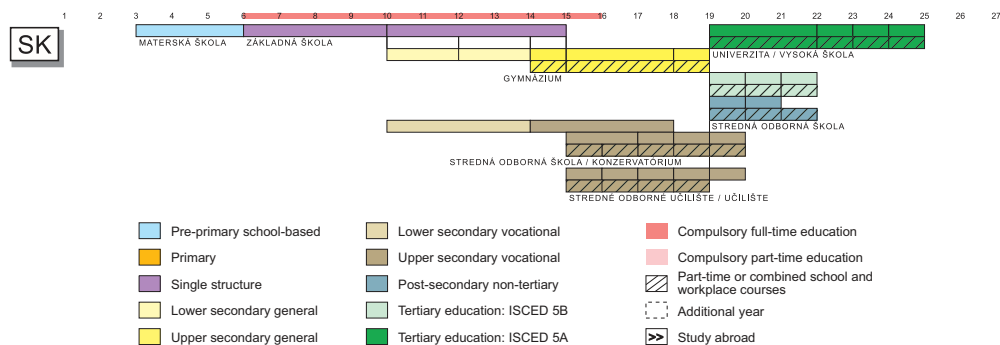 1 2 3 4 5 6 7 8 9 10 11 12 13 14 15 16 17 18 19 20 21 22 23 24 25 26 27
SK
MATERSKÁ ŠKOLA ZÁKLADNÁ ŠKOLA UNIVERZITA / VYSOKÁ ŠKOLA
GYMNÁZIUM
STREDNÁ ODBORNÁ ŠKOLA
STREDNÁ ODBORNÁ ŠKOLA / KONZERVATÓRIUM
STREDNÉ ODBORNÉ UČILIŠTE / UČILIŠTE
Pre-primary school-based
Primary
Single structure
Lower secondary general
Upper secondary general
Lower secondary vocational
Upper secondary vocational
Post-secondary non-tertiary
Tertiary education: ISCED 5B
Tertiary education: ISCED 5A
Compulsory full-time education
Compulsory part-time education
Part-time or combined school and
workplace courses
Additional year
>> Study abroad